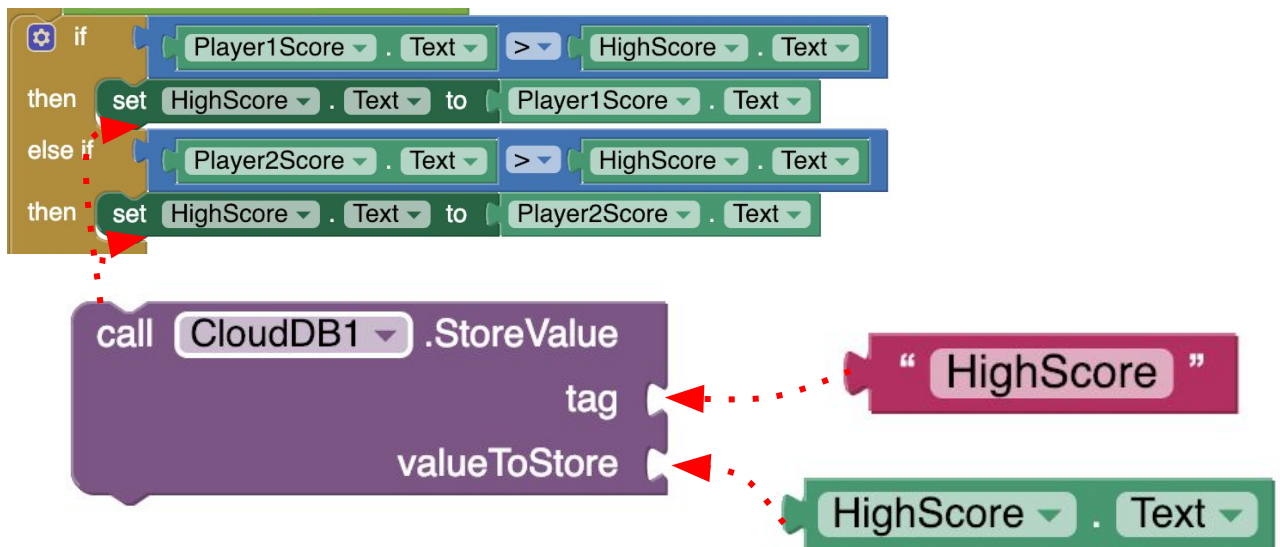 if Player1Score . Text > HighScore . Text
then set HighScore . Text to Player1Score . Text
else if Player2Score . Text > HighScore . Text
then set HighScore . Text to Player2Score . Text
call CloudDB1 .StoreValue
tag “ HighScore ”
valueToStore HighScore . Text